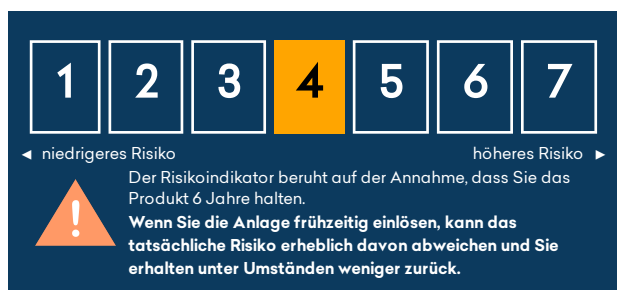 1 2 3 4 5 6 7
◄ niedrigeres Risiko höheres Risiko ►
Der Risikoindikator beruht auf der Annahme, dass Sie das
Produkt 6 Jahre halten.
Wenn Sie die Anlage frühzeitig einlösen, kann das
tatsächliche Risiko erheblich davon abweichen und Sie
erhalten unter Umständen weniger zurück.
!